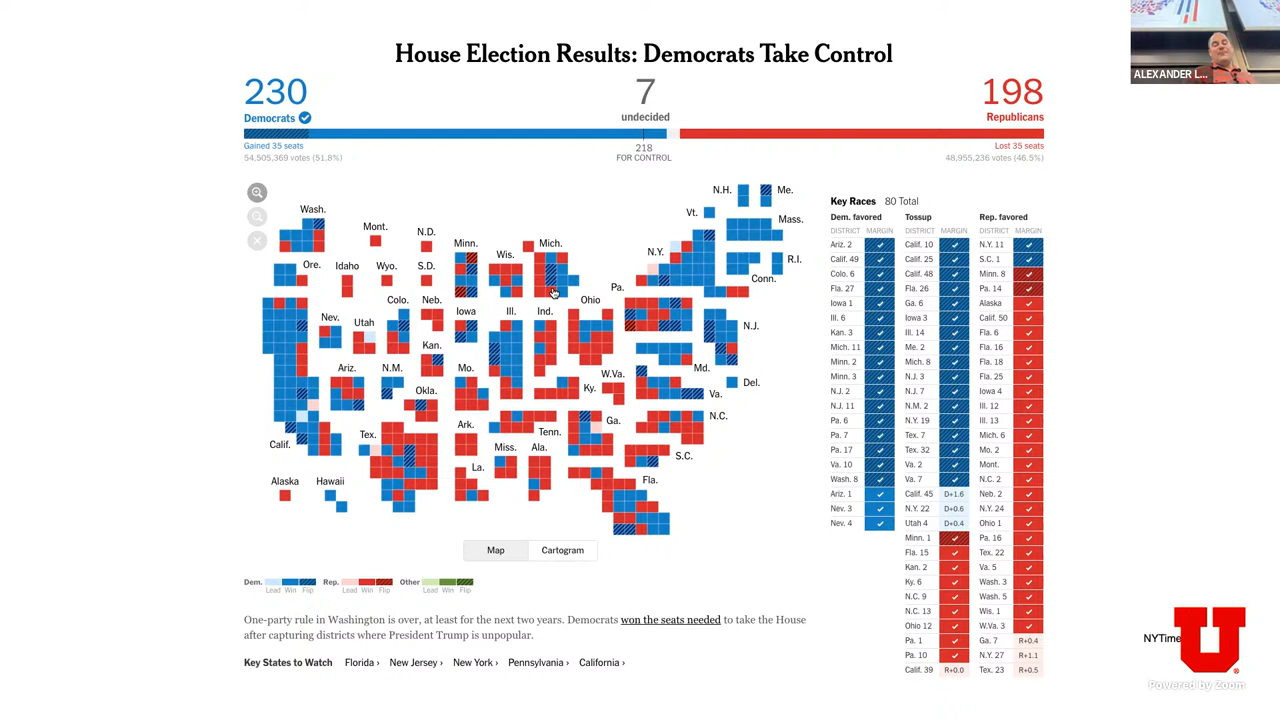 House Election Results: Democrats Take Control
230
7
198
Democrats
undecided
Republicans
Gained 35 seats
218
Lost 35 seats
54,505,369 votes (51.8%)
FOR CONTROL
48,955,236 votes (46.5%)
ALEXANDER L...
Wash.
Mont.
N.D.
Minn.
Wis.
Mich.
N.H.
Me.
Vt.
Mass.
N.Y.
R.I.
Conn.
Ore.
Idaho
Wyo.
S.D.
Pa.
Colo.
Neb.
Iowa
Ill.
Ind.
Ohio
Nev.
Utah
N.J.
Kan.
Ariz.
N.M.
Okla.
Mo.
W.Va.
Ky.
Md.
Del.
Va.
Calif.
Tex.
Ark.
Tenn.
Ga.
N.C.
Miss.
Ala.
S.C.
Alaska
Hawaii
La.
Fla.
Map
Cartogram
Dem.
Lead Win Flip
Rep.
Lead Win Flip
Other
Lead Win Flip
One-party rule in Washington is over, at least for the next two years. Democrats won the seats needed to take the House
after capturing districts where President Trump is unpopular.
Key States to Watch Florida › New Jersey › New York › Pennsylvania › California ›
Key Races 80 Total
Dem. favored
DISTRICT MARGIN
Ariz. 2
Calif. 49
Colo. 6
Fla. 27
Iowa 1
Ill. 6
Kan. 3
Mich. 11
Minn. 2
Minn. 3
N.J. 2
N.J. 11
Pa. 6
Pa. 7
Pa. 17
Va. 10
Wash. 8
Ariz. 1
Nev. 3
Nev. 4
Tossup
DISTRICT MARGIN
Calif. 10
Calif. 25
Calif. 48
Fla. 26
Ga. 6
Iowa 3
Ill. 14
Me. 2
Mich. 8
N.J. 3
N.J. 7
N.M. 2
N.Y. 19
Tex. 7
Tex. 32
Va. 2
Va. 7
Calif. 45 D+1.6
N.Y. 22 D+0.6
Utah 4 D+0.4
Minn. 1
Fla. 15
Kan. 2
Ky. 6
N.C. 9
N.C. 13
Ohio 12
Pa. 1
Pa. 10
Calif. 39 R+0.0
Rep. favored
DISTRICT MARGIN
N.Y. 11
S.C. 1
Minn. 8
Pa. 14
Alaska
Calif. 50
Fla. 6
Fla. 16
Fla. 18
Fla. 25
Iowa 4
Ill. 12
Ill. 13
Mich. 6
Mo. 2
Mont.
N.C. 2
Neb. 2
N.Y. 24
Ohio 1
Pa. 16
Tex. 22
Va. 5
Wash. 3
Wash. 5
Wis. 1
W.Va. 3
Ga. 7 R+0.4
N.Y. 27 R+1.1
Tex. 23 R+0.5
NYTime
U
Powered by Zoom